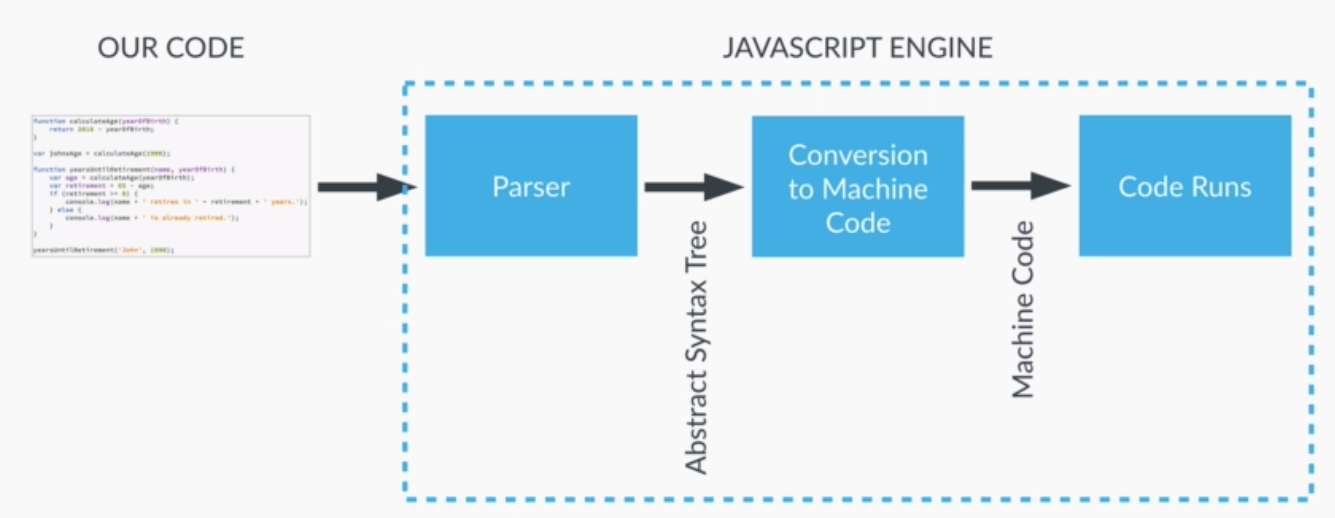 OUR CODE
JAVASCRIPT ENGINE
function calculateAge(yearOfBirth) {
return 2016 - yearOfBirth;
}
var johnsAge = calculateAge(1990);
function yearsUntilRetirement(name, yearOfBirth) {
var age = calculateAge(yearOfBirth);
var retirement = 65 - age;
if (retirement >= 0) {
console.log(name + ' retires in ' + retirement + ' years.');
} else {
console.log(name + ' is already retired.');
}
}
yearsUntilRetirement('John', 1990);
Parser
Abstract Syntax Tree
Conversion
to Machine
Code
Machine Code
Code Runs